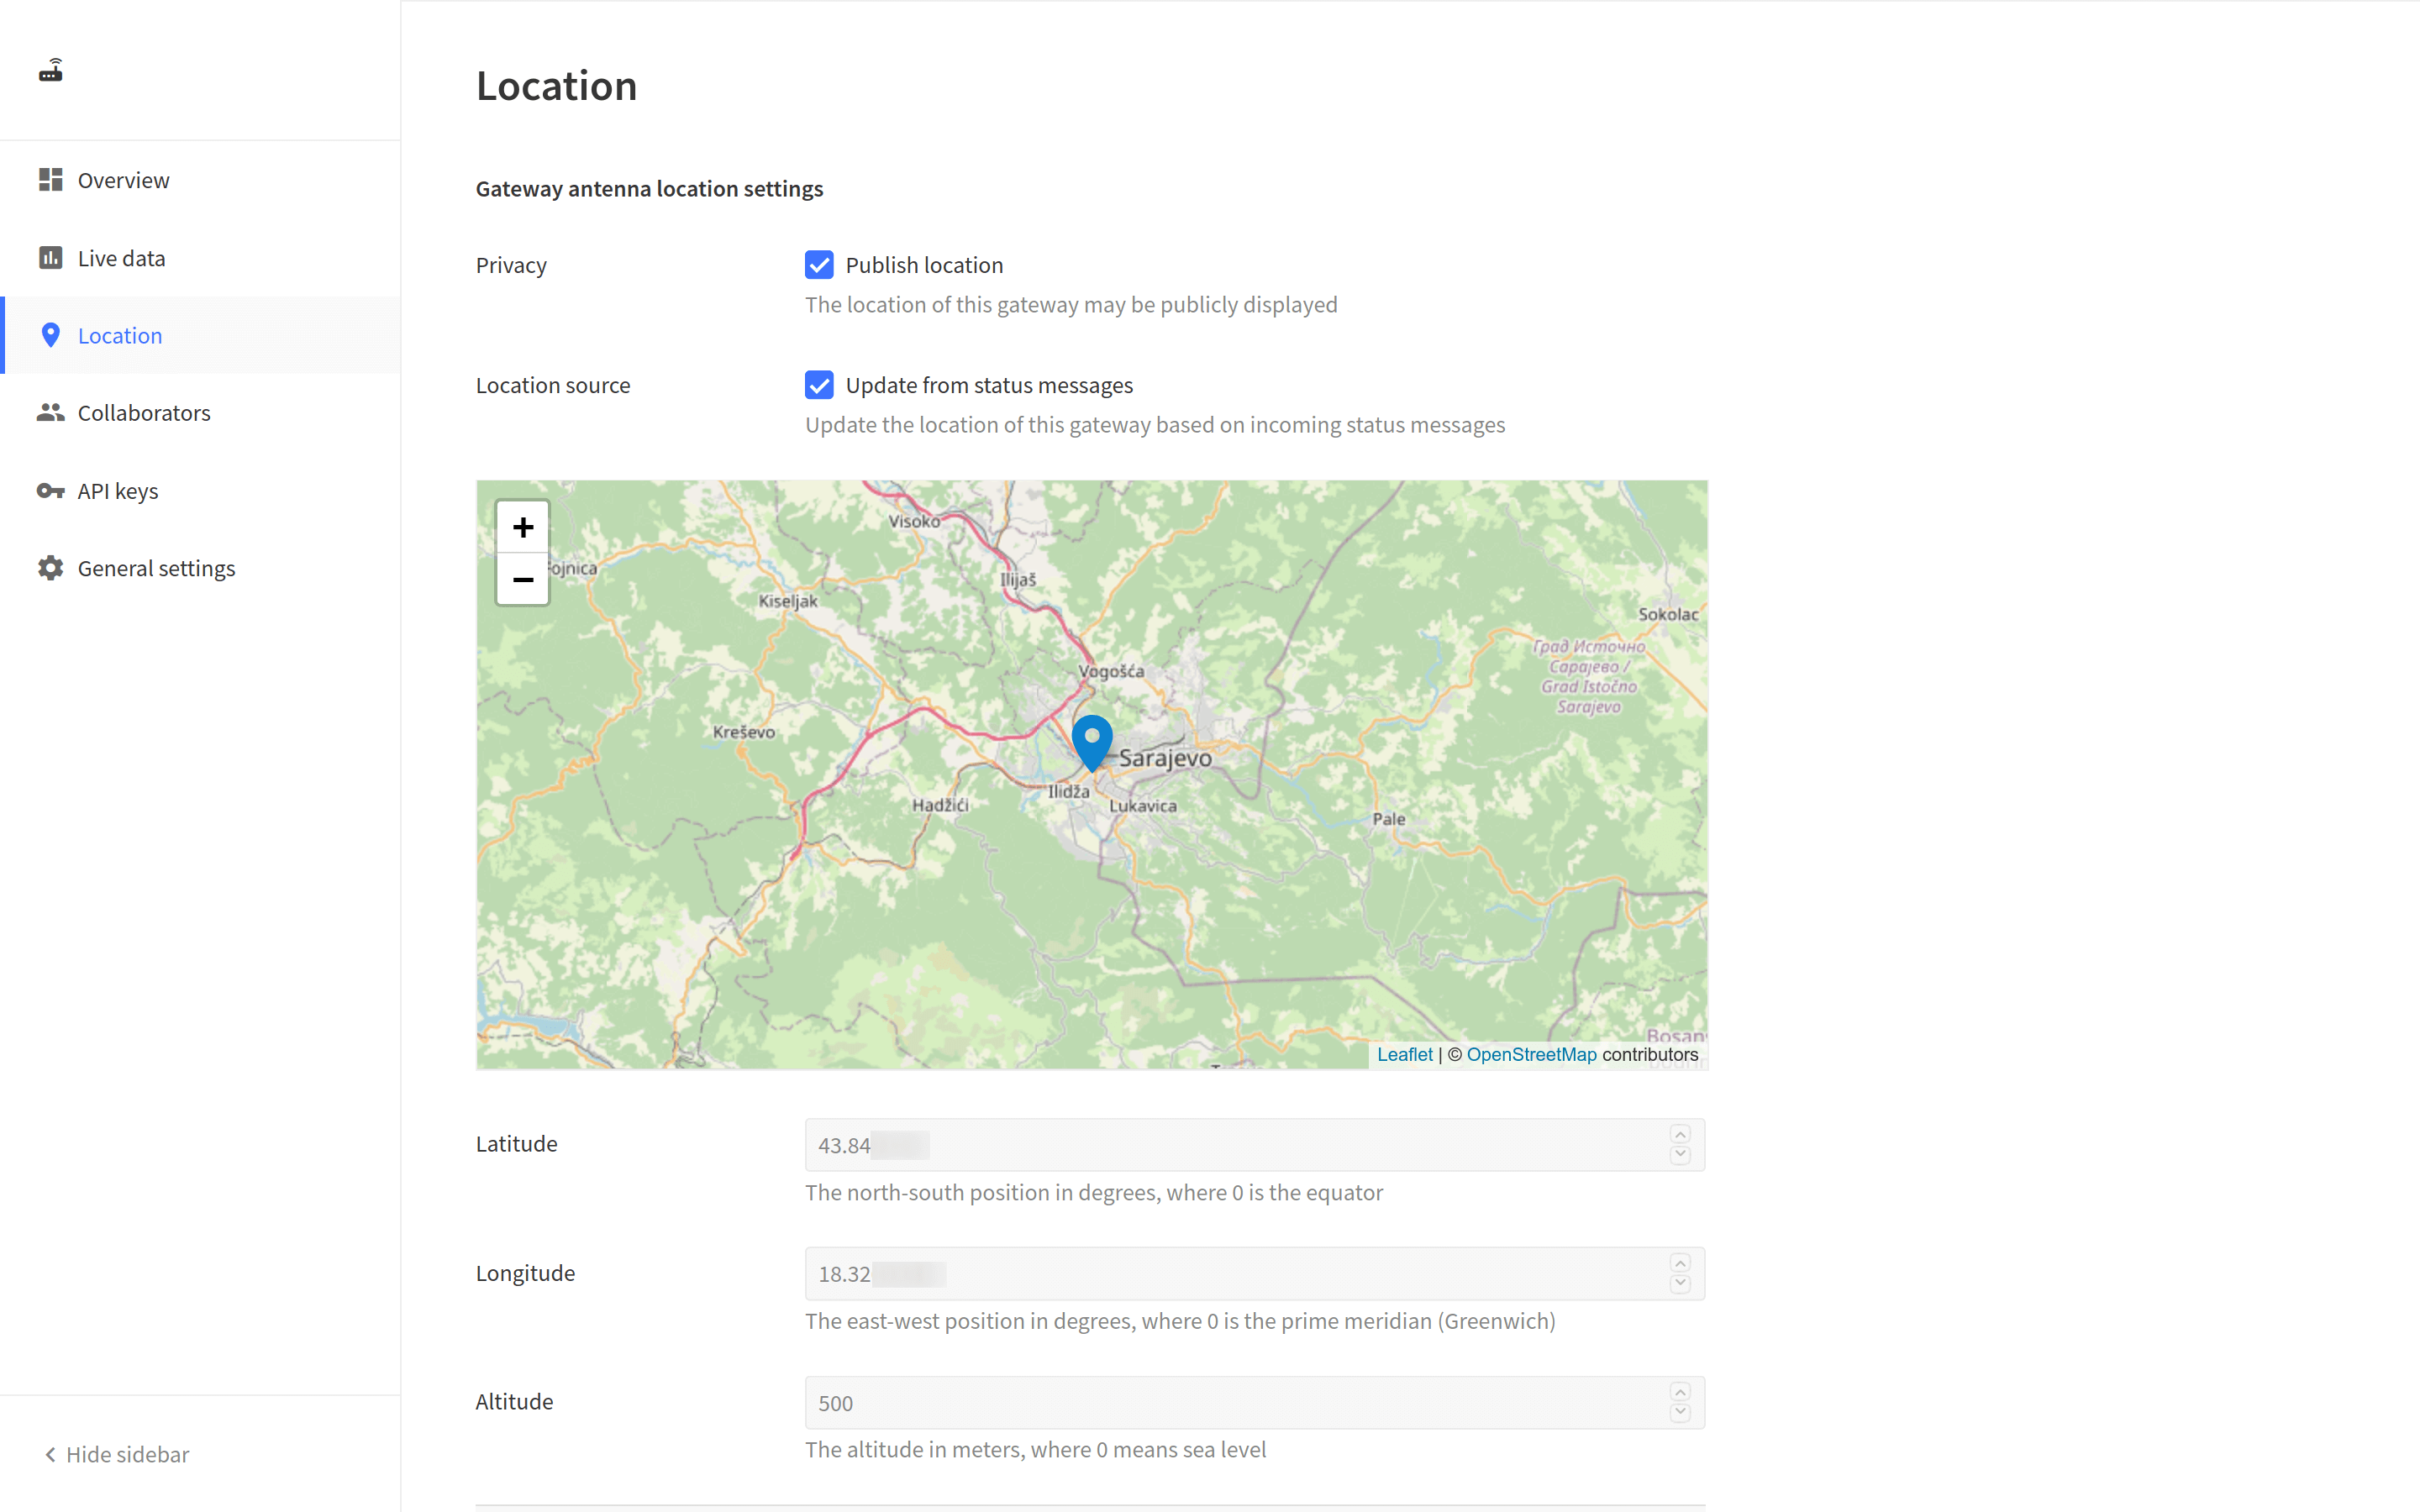 Location
Overview
Live data
Location
Collaborators
API keys
General settings
Hide sidebar
Gateway antenna location settings
Privacy
Publish location
The location of this gateway may be publicly displayed
Location source
Update from status messages
Update the location of this gateway based on incoming status messages
+
−
Visoko
Fojnica
Ilijaš
Kiseljak
Sokolac
Град Источно
Сарајево /
Grad Istočno
Sarajevo
Vogošća
Kreševo
Sarajevo
Ilidža
Hadžići
Lukavica
Pale
Leaflet | © OpenStreetMap contributors
Latitude
43.84
The north-south position in degrees, where 0 is the equator
Longitude
18.32
The east-west position in degrees, where 0 is the prime meridian (Greenwich)
Altitude
500
The altitude in meters, where 0 means sea level